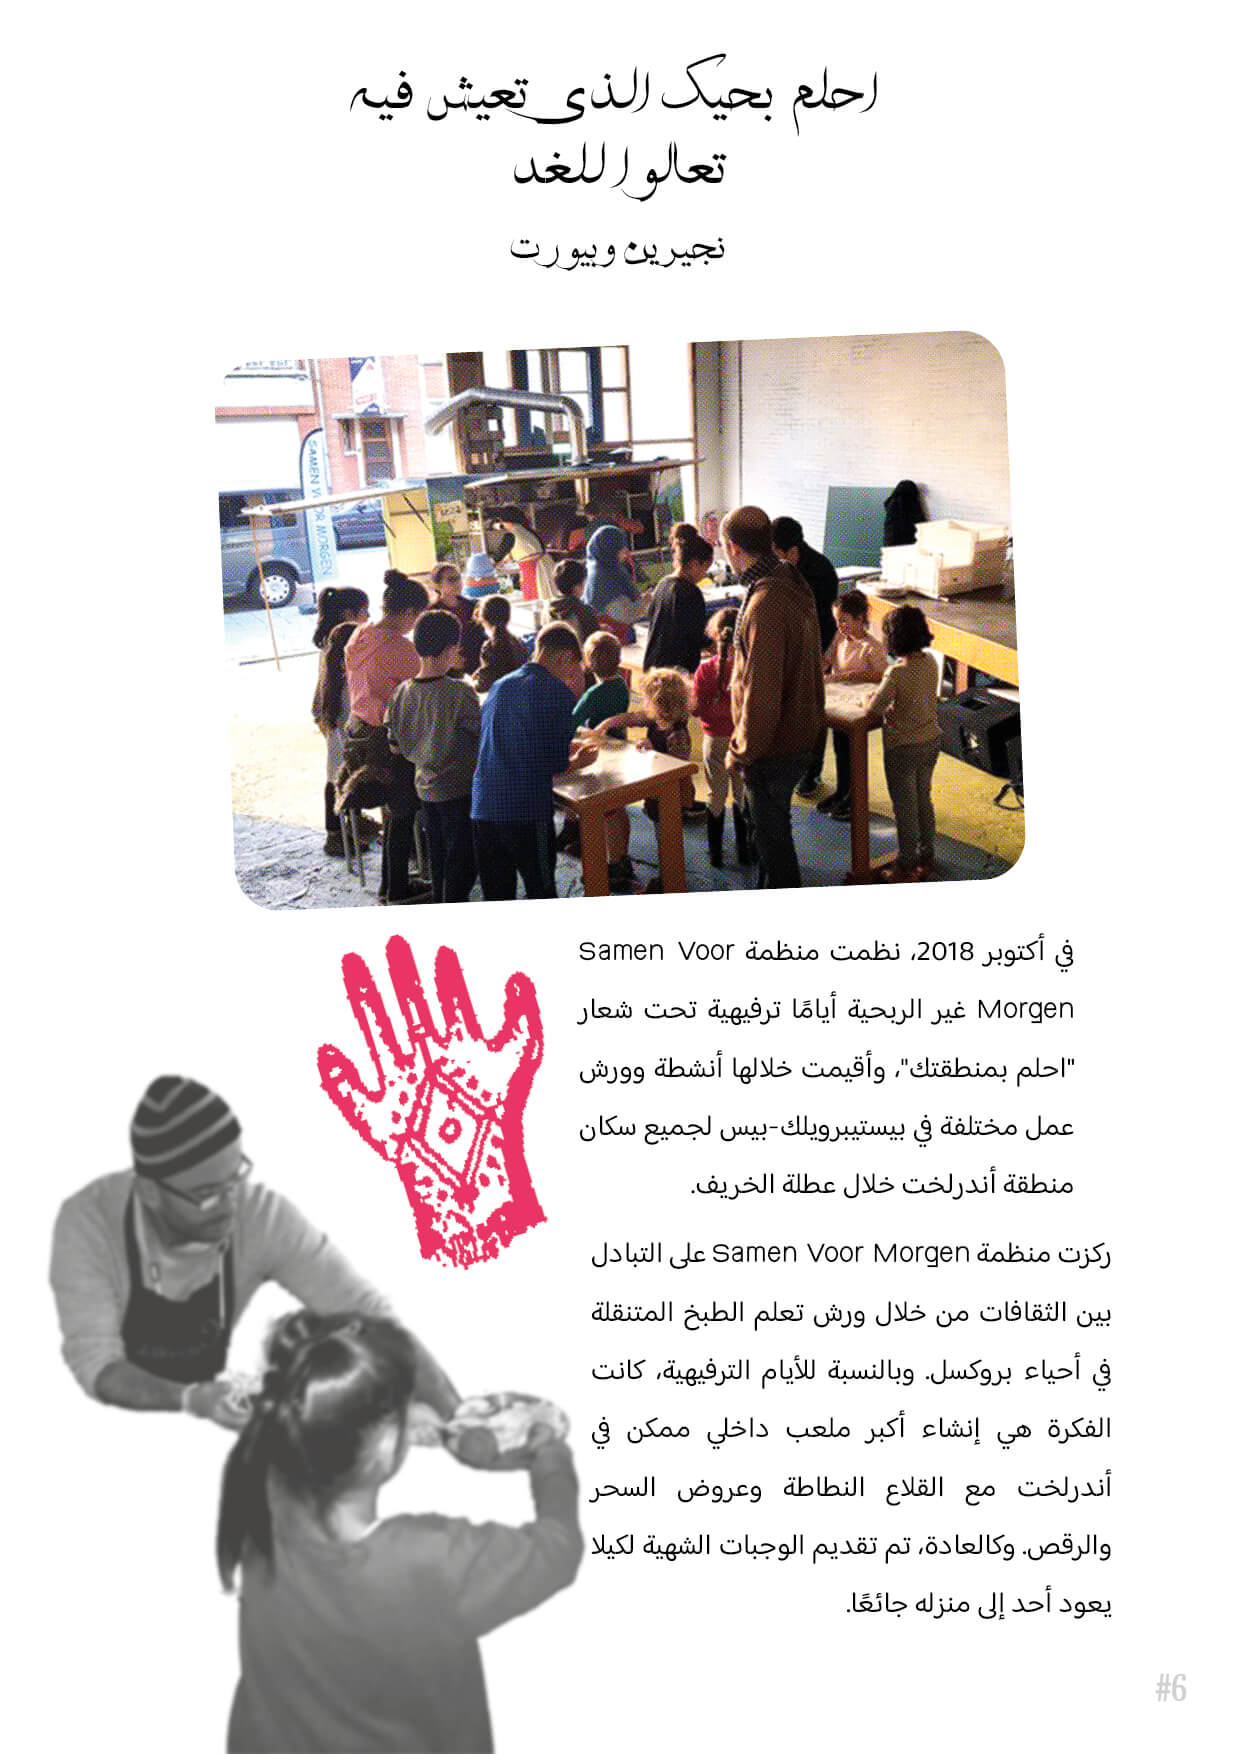 احلم بحيك الذى تعيش فيه
تعالوا للغد
نجيرين وبيورت
SAMEN VOOR MORGEN
في أكتوبر 2018، نظمت منظمة Samen Voor
Morgen غير الربحية أيامًا ترفيهية تحت شعار
"احلم بمنطقتك"، وأقيمت خلالها أنشطة وورش
عمل مختلفة في بيستيبرويلك-بيس لجميع سكان
منطقة أندرلخت خلال عطلة الخريف.
ركزت منظمة Samen Voor Morgen على التبادل
بين الثقافات من خلال ورش تعلم الطبخ المتنقلة
في أحياء بروكسل. وبالنسبة للأيام الترفيهية، كانت
الفكرة هي إنشاء أكبر ملعب داخلي ممكن في
أندرلخت مع القلاع النطاطة وعروض السحر
والرقص. وكالعادة، تم تقديم الوجبات الشهية لكيلا
يعود أحد إلى منزله جائعًا.
#6